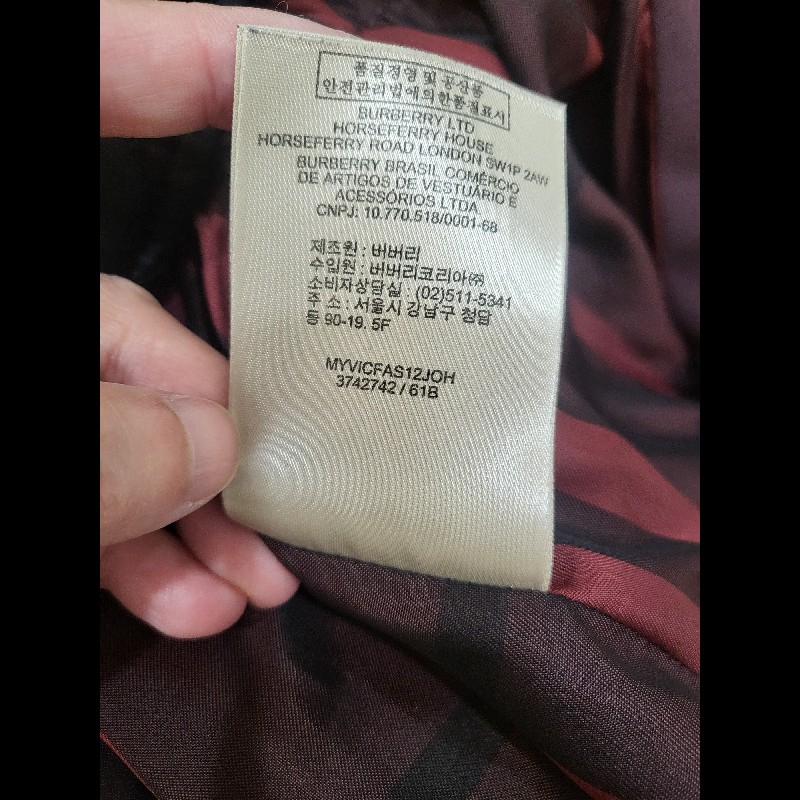 품질경영 및 공산품
안전관리법에의한품질표시
BURBERRY LTD
HORSEFERRY HOUSE
HORSEFERRY ROAD LONDON SW1P 2AW
BURBERRY BRASIL COMÉRCIO
DE ARTIGOS DE VESTUÁRIO E
ACESSÓRIOS LTDA
CNPJ: 10.770.518/0001-68
제조원 : 버버리
수입원 : 버버리코리아㈜
소비자상담실 : (02)511-5341
주 소 : 서울시 강남구 청담
동 90-19. 5F
MYVICFAS12JOH
3742742 / 61B